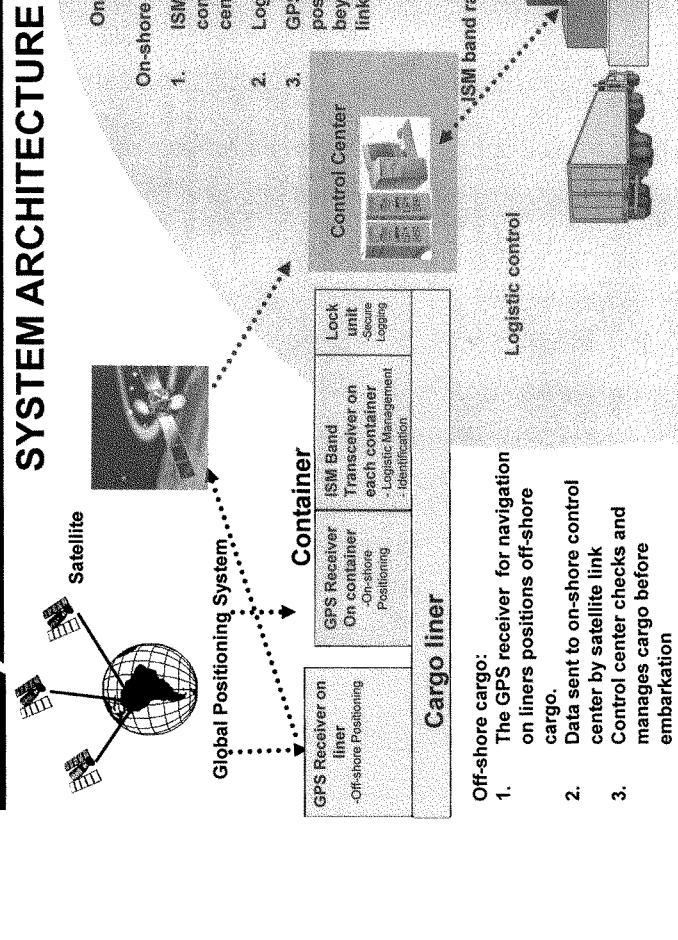 SYSTEM ARCHITECTURE
Satellite
Global Positioning System
On
On-shore
1. ISM
cen
2. Log
3. GPS
pos
bey
link
Container
GPS Receiver on
liner
-Off-shore Positioning
GPS Receiver
On container
-On-shore
Positioning
ISM Band
Transceiver on
each container
- Logistic Management
- Identification
Lock
unit
-Secure
Logging
Control Center
Cargo liner
ISM band ra
Logistic control
Off-shore cargo:
1. The GPS receiver for navigation
on liners positions off-shore
cargo.
2. Data sent to on-shore control
center by satellite link
3. Control center checks and
manages cargo before
embarkation